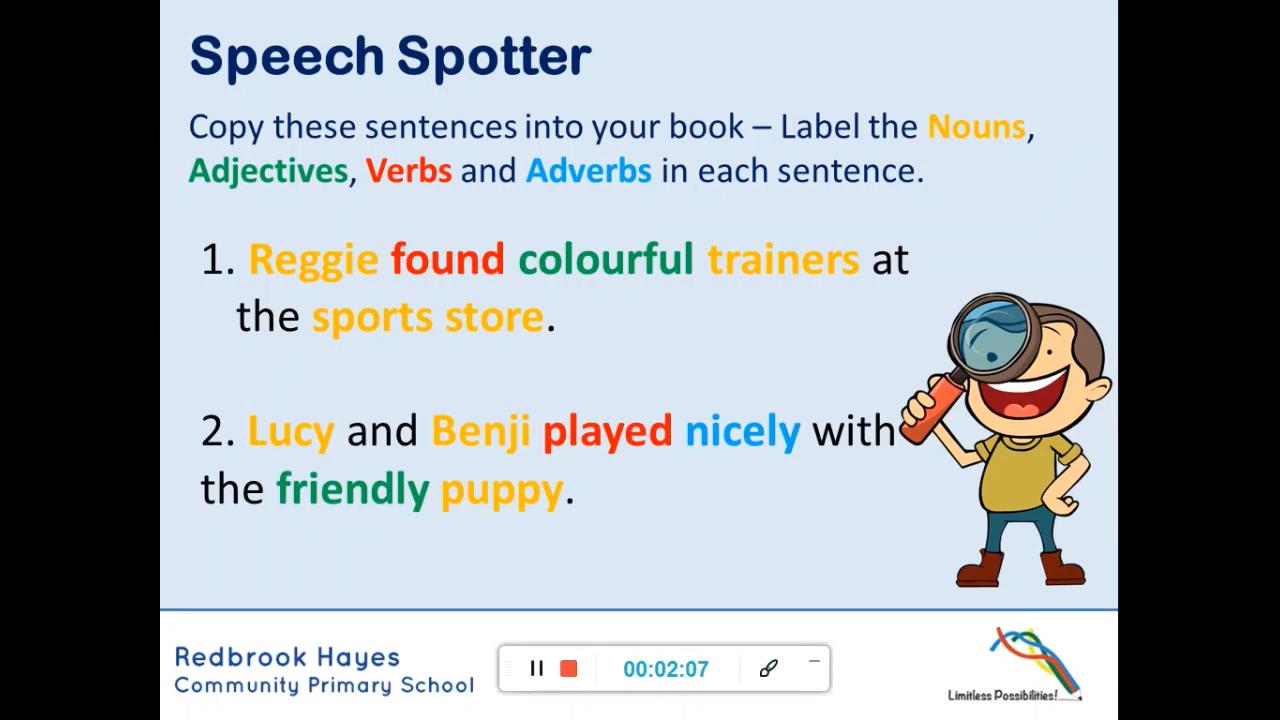 Speech Spotter
Copy these sentences into your book – Label the Nouns,
Adjectives, Verbs and Adverbs in each sentence.
1. Reggie found colourful trainers at
the sports store.
2. Lucy and Benji played nicely with
the friendly puppy.
Redbrook Hayes
Community Primary School
00:02:07
Limitless Possibilities!